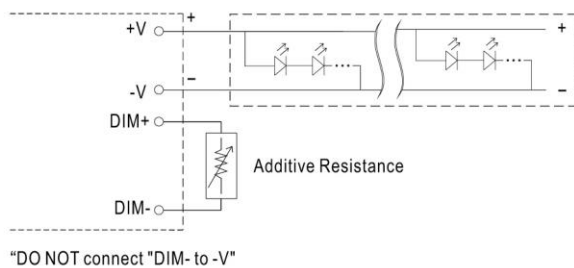 +
+V
+
−
-V
−
DIM+
Additive Resistance
DIM-
“DO NOT connect "DIM- to -V"